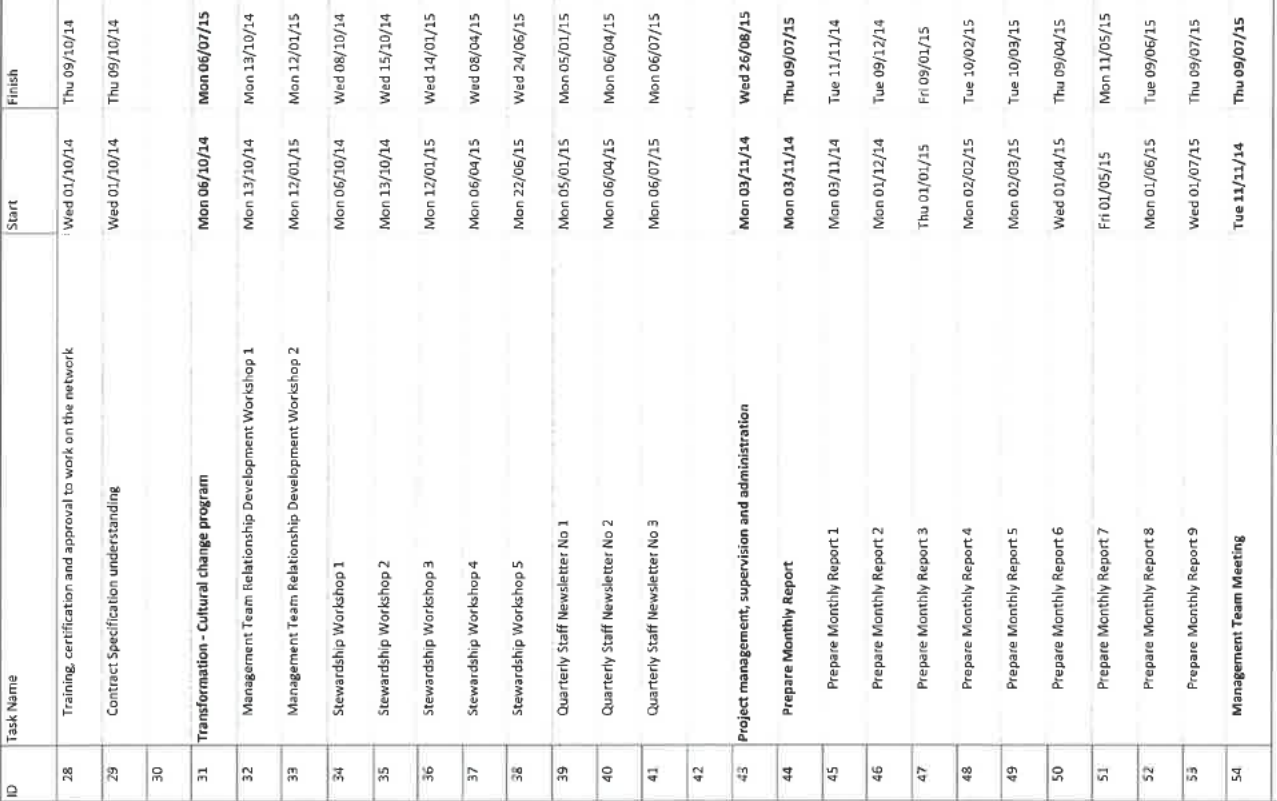 ID Task Name Start Finish
28 Training, certification and approval to work on the network Wed 01/10/14 Thu 09/10/14
29 Contract Specification understanding Wed 01/10/14 Thu 09/10/14
30
31 Transformation - Cultural change program Mon 06/10/14 Mon 06/07/15
32 Management Team Relationship Development Workshop 1 Mon 13/10/14 Mon 13/10/14
33 Management Team Relationship Development Workshop 2 Mon 12/01/15 Mon 12/01/15
34 Stewardship Workshop 1 Mon 06/10/14 Wed 08/10/14
35 Stewardship Workshop 2 Mon 13/10/14 Wed 15/10/14
36 Stewardship Workshop 3 Mon 12/01/15 Wed 14/01/15
37 Stewardship Workshop 4 Mon 06/04/15 Wed 08/04/15
38 Stewardship Workshop 5 Mon 22/06/15 Wed 24/06/15
39 Quarterly Staff Newsletter No 1 Mon 05/01/15 Mon 05/01/15
40 Quarterly Staff Newsletter No 2 Mon 06/04/15 Mon 06/04/15
41 Quarterly Staff Newsletter No 3 Mon 06/07/15 Mon 06/07/15
42
43 Project management, supervision and administration Mon 03/11/14 Wed 26/08/15
44 Prepare Monthly Report Mon 03/11/14 Thu 09/07/15
45 Prepare Monthly Report 1 Mon 03/11/14 Tue 11/11/14
46 Prepare Monthly Report 2 Mon 01/12/14 Tue 09/12/14
47 Prepare Monthly Report 3 Thu 01/01/15 Fri 09/01/15
48 Prepare Monthly Report 4 Mon 02/02/15 Tue 10/02/15
49 Prepare Monthly Report 5 Mon 02/03/15 Tue 10/03/15
50 Prepare Monthly Report 6 Wed 01/04/15 Thu 09/04/15
51 Prepare Monthly Report 7 Fri 01/05/15 Mon 11/05/15
52 Prepare Monthly Report 8 Mon 01/06/15 Tue 09/06/15
53 Prepare Monthly Report 9 Wed 01/07/15 Thu 09/07/15
54 Management Team Meeting Tue 11/11/14 Thu 09/07/15